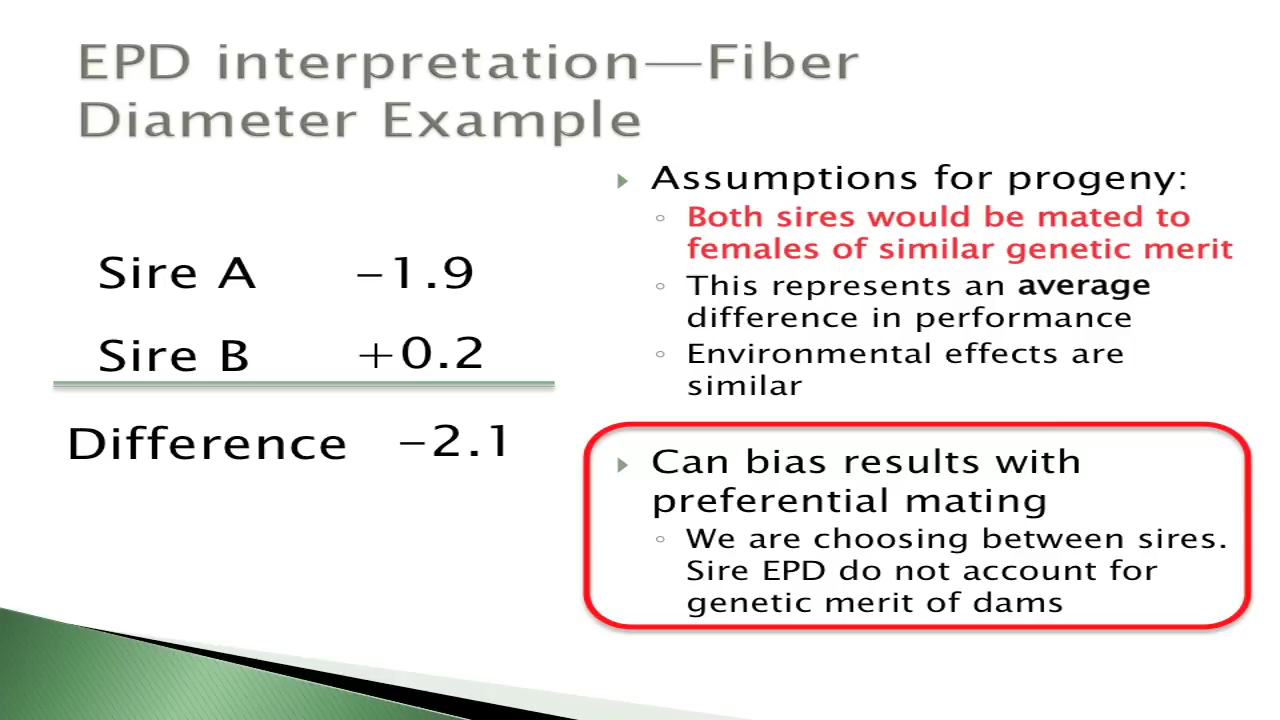 EPD interpretation—Fiber
Diameter Example
Sire A −1.9
Sire B +0.2
Difference −2.1
Assumptions for progeny:
Both sires would be mated to
females of similar genetic merit
This represents an average
difference in performance
Environmental effects are
similar
Can bias results with
preferential mating
We are choosing between sires.
Sire EPD do not account for
genetic merit of dams